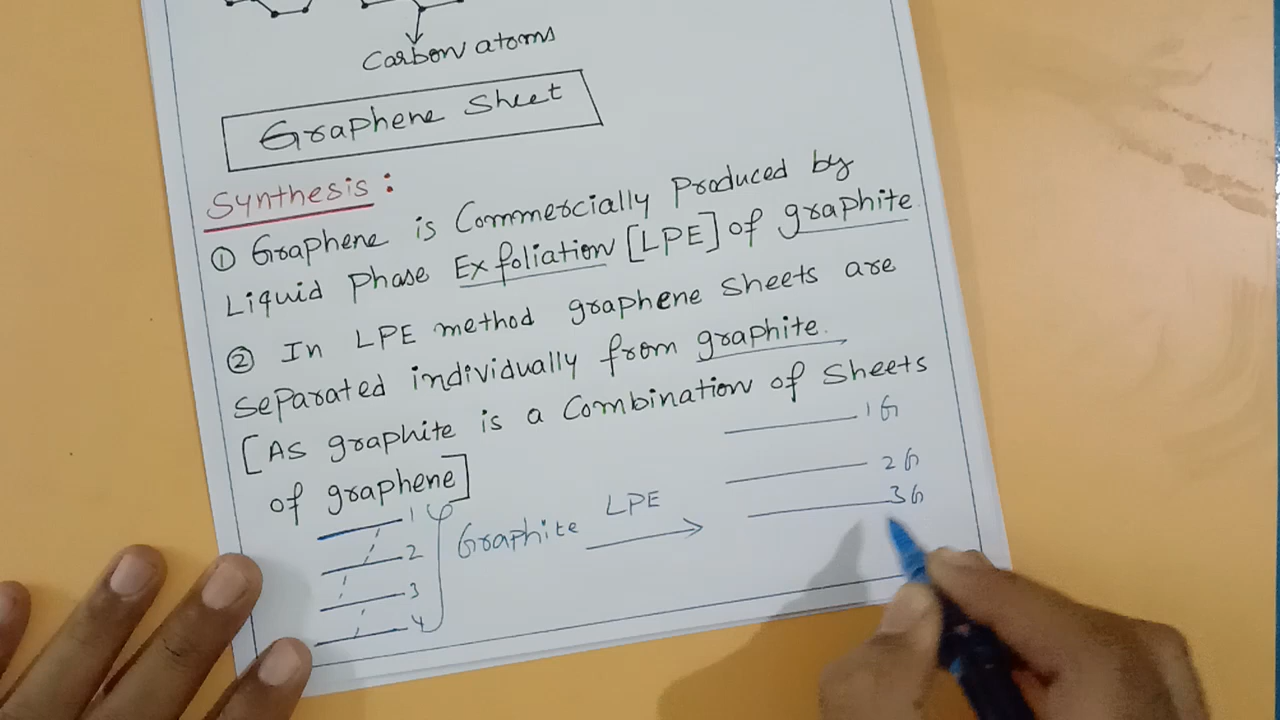 Carbon atoms
Graphene Sheet
Synthesis:
① Graphene is Commercially Produced by
Liquid Phase Exfoliation [LPE] of graphite
② In LPE method graphene sheets are
separated individually from graphite.
[As graphite is a Combination of Sheets
of graphene]
1
2
3
4
Graphite
LPE
1G
2G
3G